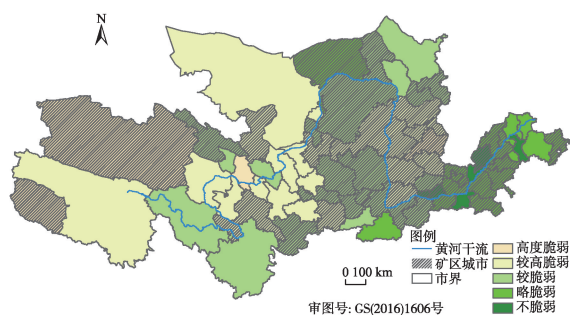 N
图例
黄河干流
矿区城市
市界
高度脆弱
较高脆弱
较脆弱
略脆弱
不脆弱
0 100 km
审图号: GS(2016)1606号